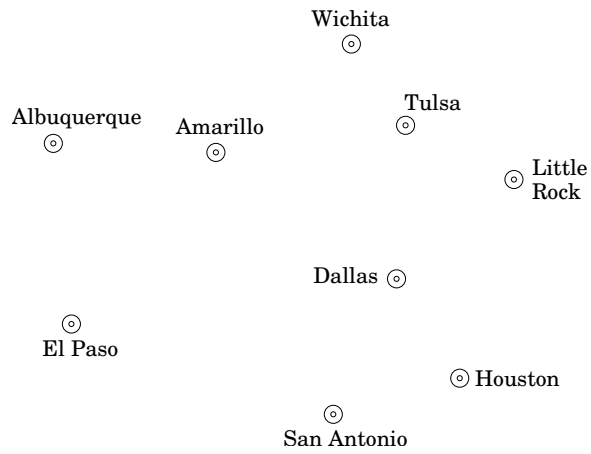 Wichita
Tulsa
Albuquerque
Amarillo
Little
Rock
Dallas
El Paso
Houston
San Antonio